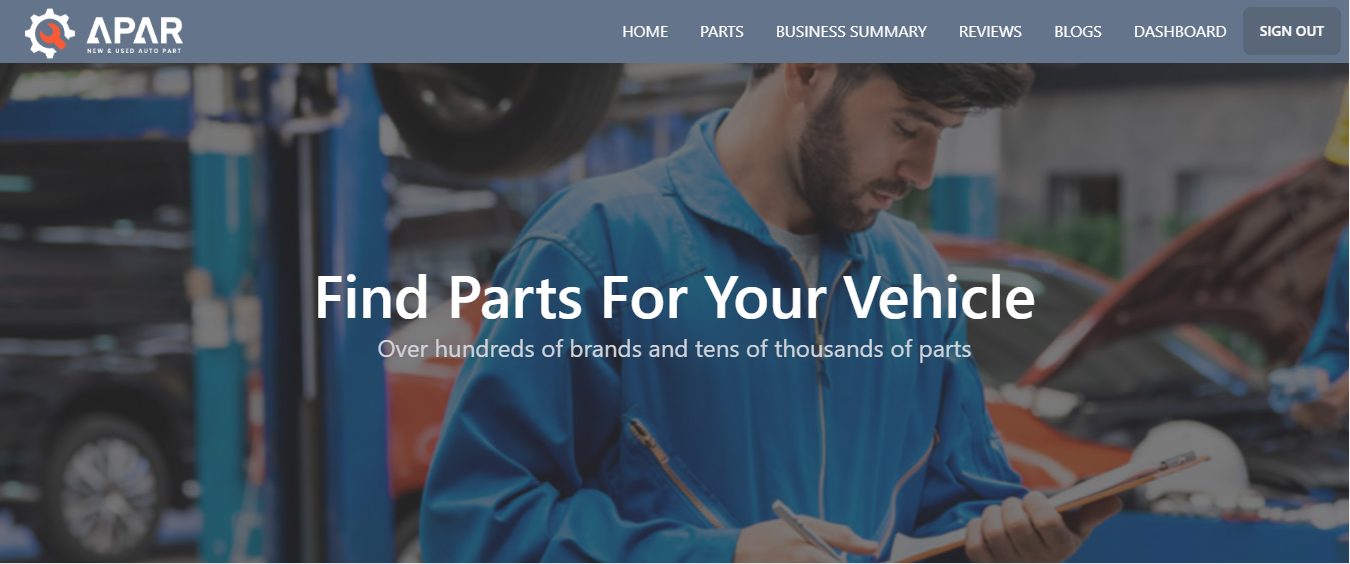 APAR
NEW & USED AUTO PART
HOME PARTS BUSINESS SUMMARY REVIEWS BLOGS DASHBOARD SIGN OUT
Find Parts For Your Vehicle
Over hundreds of brands and tens of thousands of parts